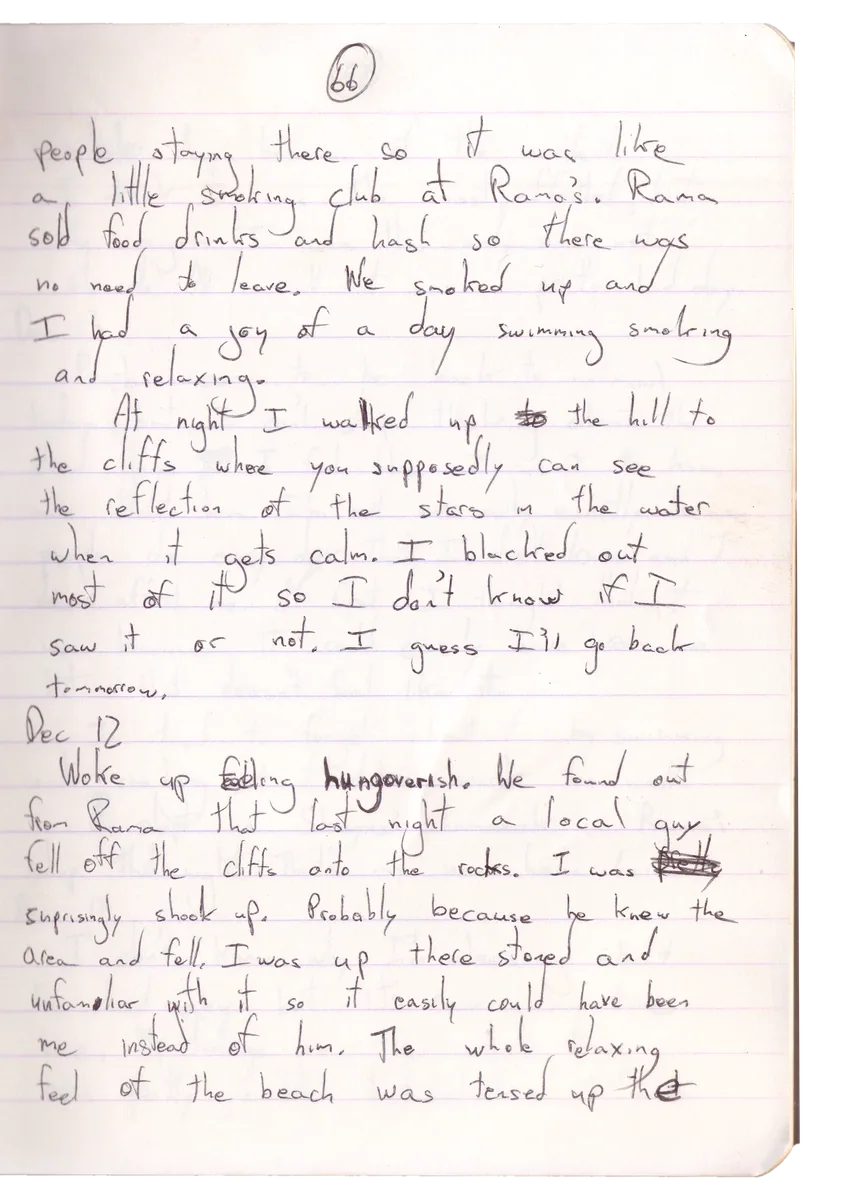 66
people staying there so it was like
a little smoking club at Rama's. Rama
sold food drinks and hash so there was
no need to leave. We smoked up and
I had a joy of a day swimming smoking
and relaxing.
At night I walked up to the hill to
the cliffs where you supposedly can see
the reflection of the stars in the water
when it gets calm. I blacked out
most of it so I don't know if I
saw it or not. I guess I'll go back
tommorrow.
Dec 12
Woke up feeling hungoverish. We found out
from Rama that last night a local guy
fell off the cliffs onto the rocks. I was
suprisingly shook up. Probably because he knew the
area and fell. I was up there stoned and
unfamiliar with it so it easily could have been
me instead of him. The whole relaxing
feel of the beach was tensed up